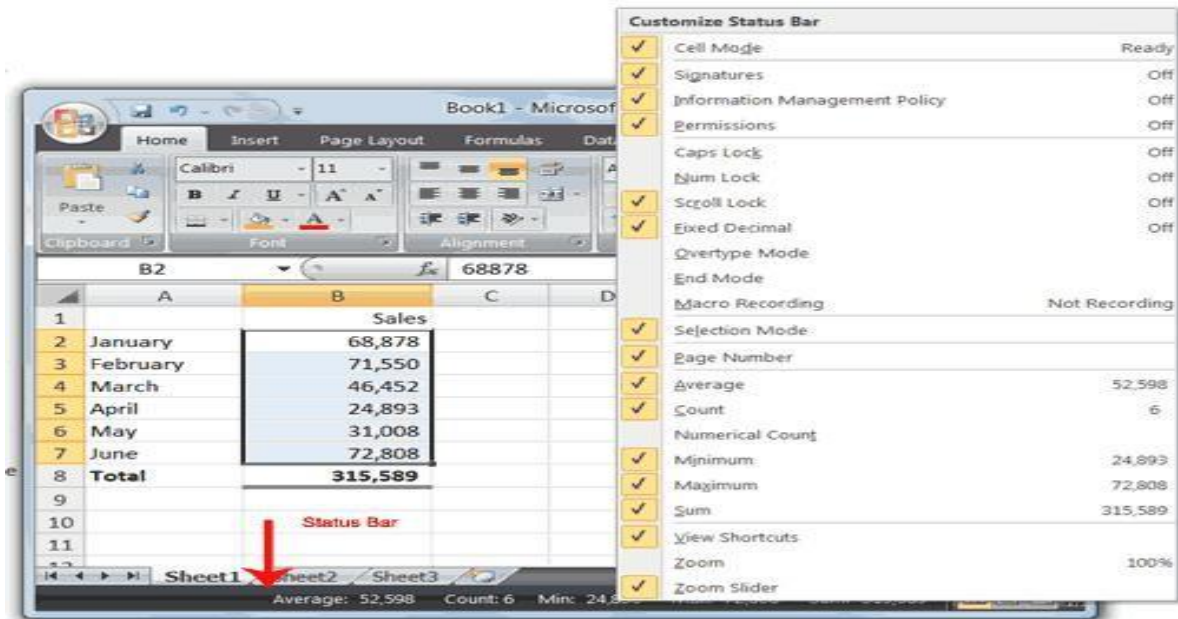 Customize Status Bar
Cell Mode Ready
Signatures Off
Information Management Policy Off
Permissions Off
Caps Lock Off
Num Lock Off
Scroll Lock Off
Fixed Decimal Off
Overtype Mode
End Mode
Macro Recording Not Recording
Selection Mode
Page Number
Average 52,598
Count 6
Numerical Count
Minimum 24,893
Maximum 72,808
Sum 315,589
View Shortcuts
Zoom 100%
Zoom Slider
Book1 - Microsof
Home Insert Page Layout Formulas Dat
Calibri 11
B I U A A
Paste
Clipboard Font Alignment
B2 fx 68878
A B C D
1 Sales
2 January 68,878
3 February 71,550
4 March 46,452
5 April 24,893
6 May 31,008
7 June 72,808
8 Total 315,589
9
10 Status Bar
11
Sheet1 Sheet2 Sheet3
Average: 52,598 Count: 6 Min: 24,8
e